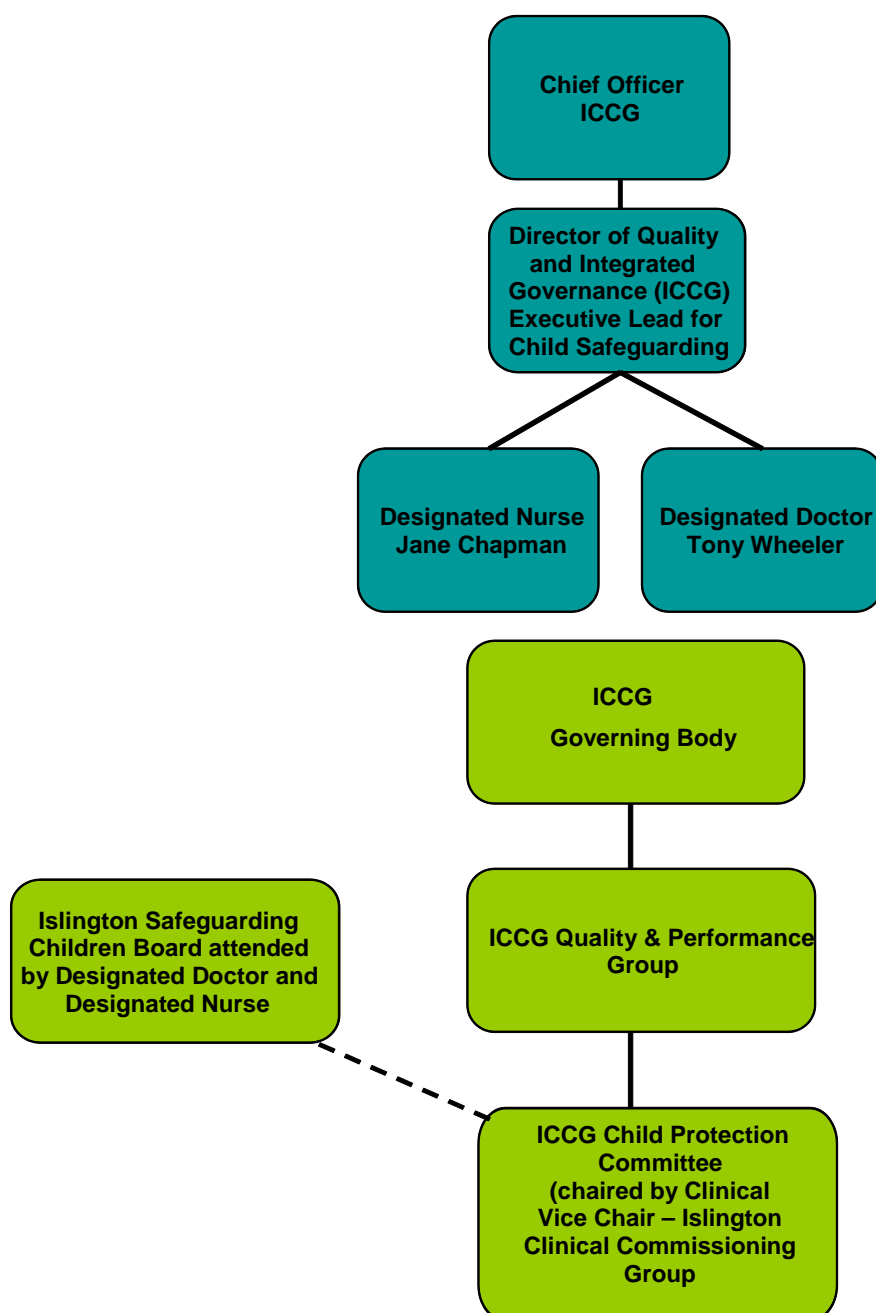 Chief Officer
ICCG
Director of Quality
and Integrated
Governance (ICCG)
Executive Lead for
Child Safeguarding
Designated Nurse
Jane Chapman
Designated Doctor
Tony Wheeler
ICCG
Governing Body
Islington Safeguarding
Children Board attended
by Designated Doctor and
Designated Nurse
ICCG Quality & Performance
Group
ICCG Child Protection
Committee
(chaired by Clinical
Vice Chair – Islington
Clinical Commissioning
Group